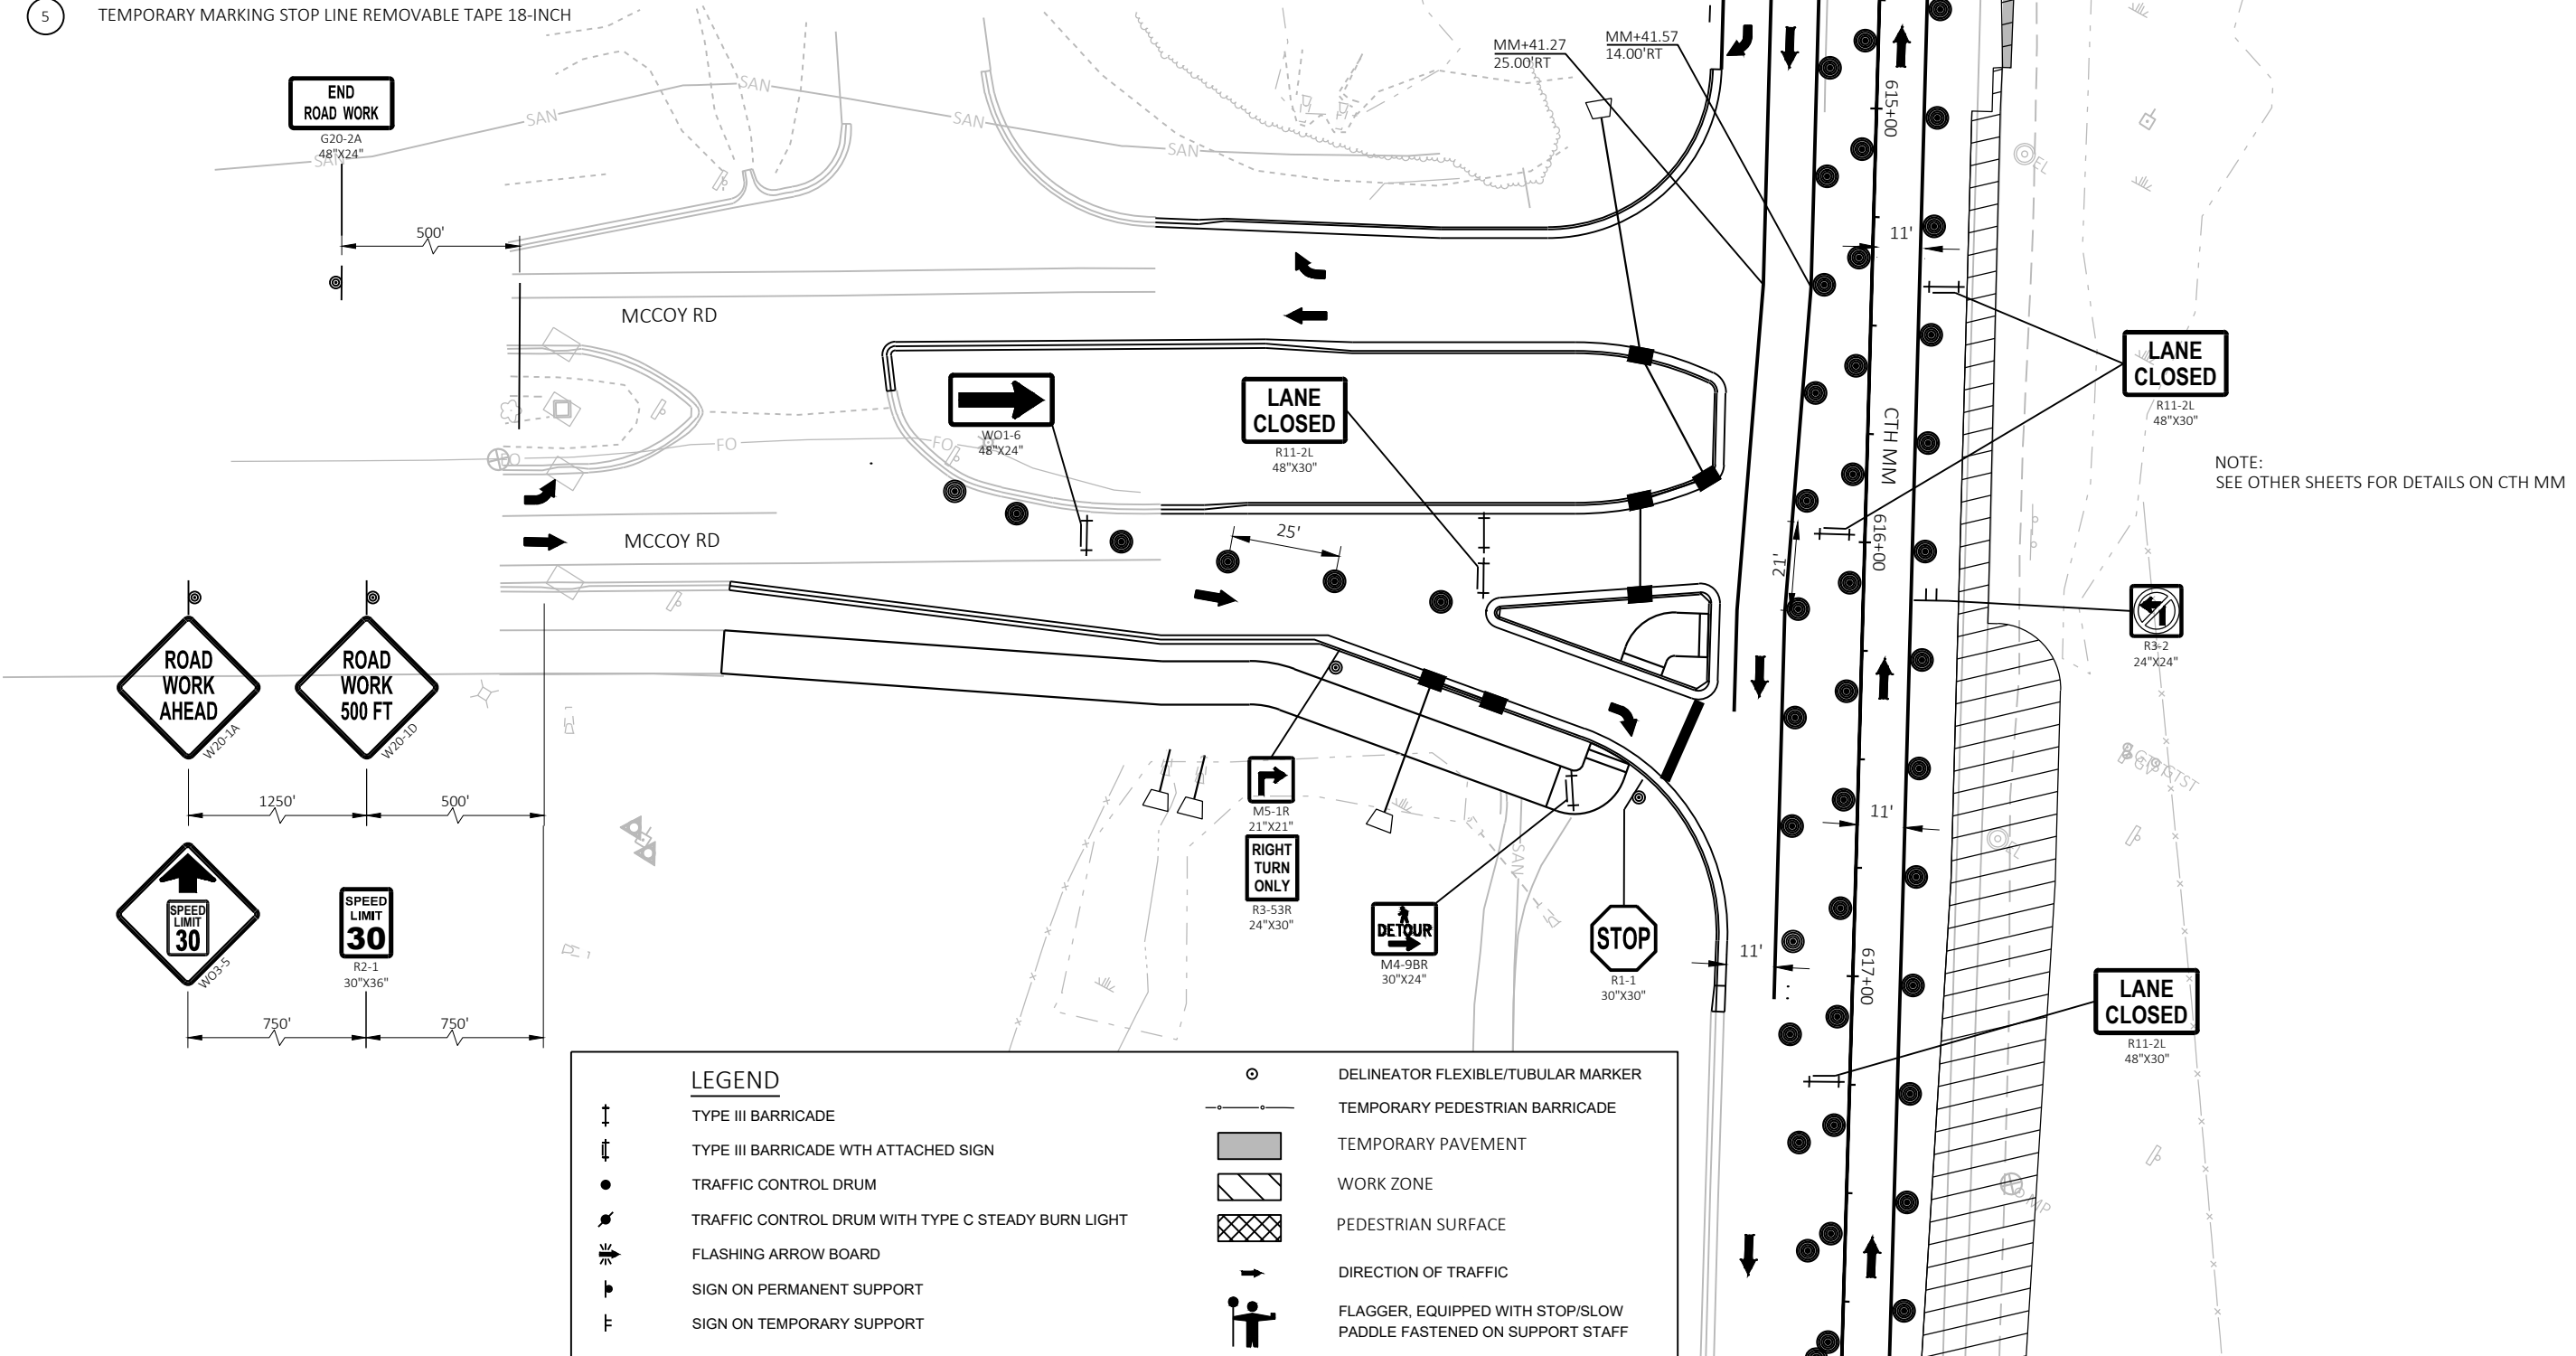 5 TEMPORARY MARKING STOP LINE REMOVABLE TAPE 18-INCH
MM+41.27
25.00'RT
MM+41.57
14.00'RT
END
ROAD WORK
G20-2A
48"X24"
SAN
SAN
SAN
SAN
SAN
500'
615+00
EL
11'
MCCOY RD
LANE
CLOSED
R11-2L
48"X30"
WO1-6
48"X24"
LANE
CLOSED
R11-2L
48"X30"
CTH MM
FO
FO
FO
NOTE:
SEE OTHER SHEETS FOR DETAILS ON CTH MM
25'
MCCOY RD
21'
616+00
R3-2
24"X24"
ROAD
WORK
AHEAD
W20-1A
ROAD
WORK
500 FT
W20-1D
1250'
500'
M5-1R
21"X21"
RIGHT
TURN
ONLY
R3-53R
24"X30"
11'
EL
SAN
SPEED
LIMIT
30
WO3-5
SPEED
LIMIT
30
R2-1
30"X36"
DETOUR
M4-9BR
30"X24"
STOP
R1-1
30"X30"
11'
617+00
LANE
CLOSED
R11-2L
48"X30"
750'
750'
MP
LEGEND
TYPE III BARRICADE
TYPE III BARRICADE WTH ATTACHED SIGN
TRAFFIC CONTROL DRUM
TRAFFIC CONTROL DRUM WITH TYPE C STEADY BURN LIGHT
FLASHING ARROW BOARD
SIGN ON PERMANENT SUPPORT
SIGN ON TEMPORARY SUPPORT
DELINEATOR FLEXIBLE/TUBULAR MARKER
TEMPORARY PEDESTRIAN BARRICADE
TEMPORARY PAVEMENT
WORK ZONE
PEDESTRIAN SURFACE
DIRECTION OF TRAFFIC
FLAGGER, EQUIPPED WITH STOP/SLOW
PADDLE FASTENED ON SUPPORT STAFF